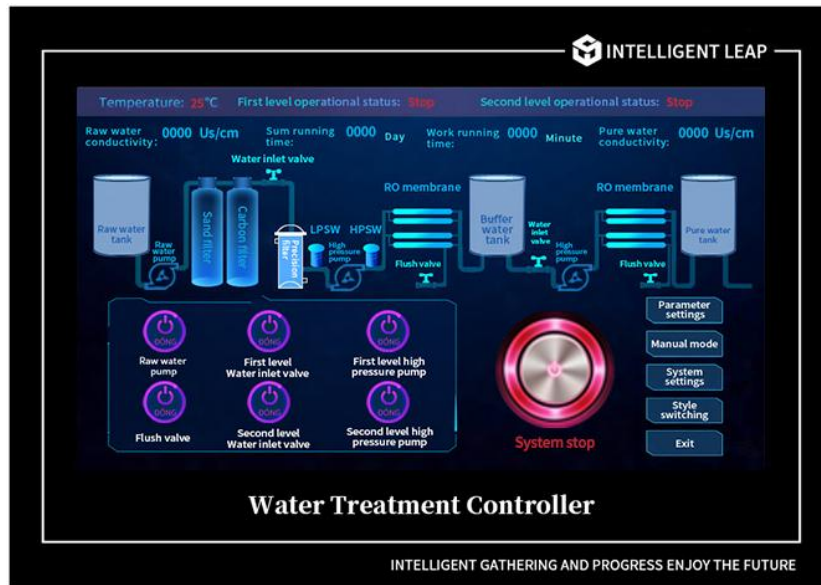 INTELLIGENT LEAP
Temperature: 25°C First level operational status: Stop Second level operational status: Stop
Raw water conductivity: 0000 Us/cm
Sum running time: 0000 Day
Work running time: 0000 Minute
Pure water conductivity: 0000 Us/cm
Water inlet valve
Raw water
tank
Raw
water
pump
Sand filter
Carbon filter
Precision
filter
LPSW
HPSW
High
pressure
pump
RO membrane
Flush valve
Buffer
water
tank
Water
inlet
valve
High
pressure
pump
RO membrane
Flush valve
Pure water
tank
ĐÓNG
Raw water
pump
ĐÓNG
First level
Water inlet valve
ĐÓNG
First level high
pressure pump
ĐÓNG
Flush valve
ĐÓNG
Second level
Water inlet valve
ĐÓNG
Second level high
pressure pump
System stop
Parameter
settings
Manual mode
System
settings
Style
switching
Exit
Water Treatment Controller
INTELLIGENT GATHERING AND PROGRESS ENJOY THE FUTURE